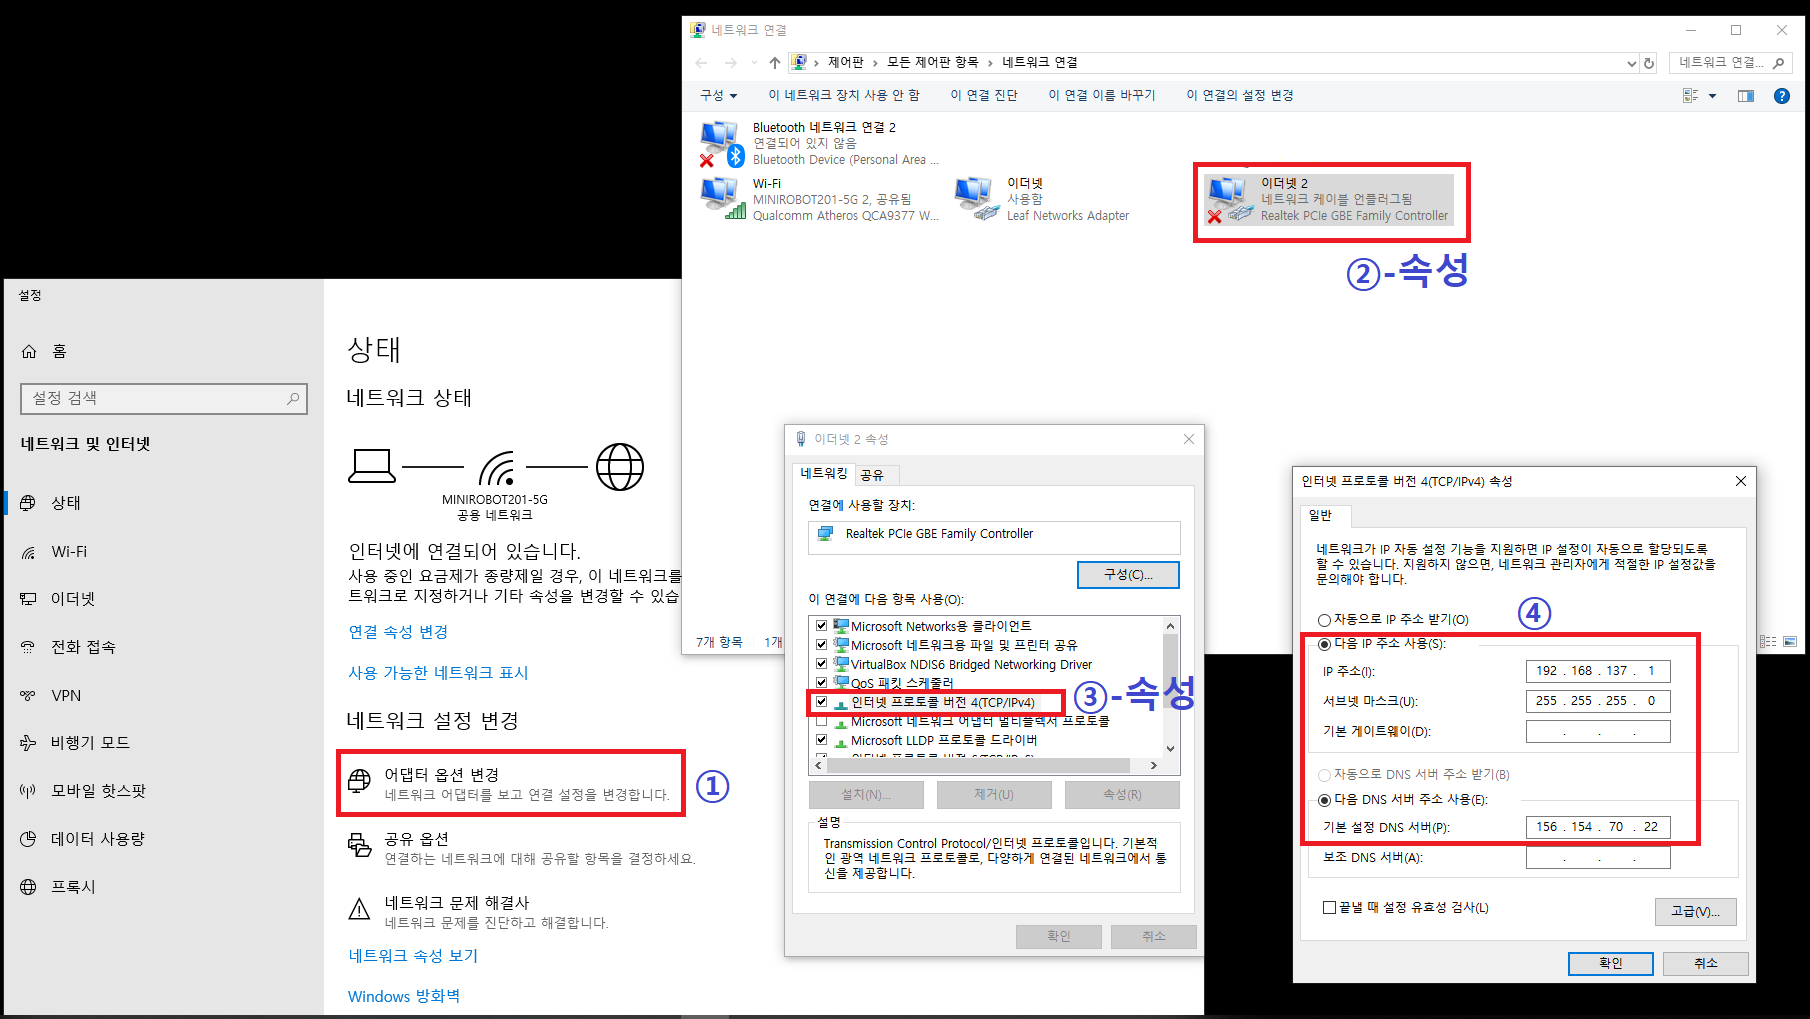 네트워크 연결
제어판 › 모든 제어판 항목 › 네트워크 연결
네트워크 연결...
구성
이 네트워크 장치 사용 안 함
이 연결 진단
이 연결 이름 바꾸기
이 연결의 설정 변경
Bluetooth 네트워크 연결 2
연결되어 있지 않음
Bluetooth Device (Personal Area ...
Wi-Fi
MINIROBOT201-5G 2, 공유됨
Qualcomm Atheros QCA9377 W...
이더넷
사용함
Leaf Networks Adapter
이더넷 2
네트워크 케이블 언플러그됨
Realtek PCIe GBE Family Controller
②-속성
7개 항목
1개
설정
홈
설정 검색
네트워크 및 인터넷
상태
Wi-Fi
이더넷
전화 접속
VPN
비행기 모드
모바일 핫스팟
데이터 사용량
프록시
상태
네트워크 상태
MINIROBOT201-5G
공용 네트워크
인터넷에 연결되어 있습니다.
사용 중인 요금제가 종량제일 경우, 이 네트워크를
트워크로 지정하거나 기타 속성을 변경할 수 있습
연결 속성 변경
사용 가능한 네트워크 표시
네트워크 설정 변경
어댑터 옵션 변경
네트워크 어댑터를 보고 연결 설정을 변경합니다.
①
공유 옵션
연결하는 네트워크에 대해 공유할 항목을 결정하세요.
네트워크 문제 해결사
네트워크 문제를 진단하고 해결합니다.
네트워크 속성 보기
Windows 방화벽
이더넷 2 속성
네트워킹
공유
연결에 사용할 장치:
Realtek PCIe GBE Family Controller
구성(C)...
이 연결에 다음 항목 사용(O):
Microsoft Networks용 클라이언트
Microsoft 네트워크용 파일 및 프린터 공유
VirtualBox NDIS6 Bridged Networking Driver
QoS 패킷 스케줄러
인터넷 프로토콜 버전 4(TCP/IPv4)
③-속성
Microsoft 네트워크 어댑터 멀티플렉서 프로토콜
Microsoft LLDP 프로토콜 드라이버
설치(N)...
제거(U)
속성(R)
설명
Transmission Control Protocol/인터넷 프로토콜입니다. 기본적
인 광역 네트워크 프로토콜로, 다양하게 연결된 네트워크에서 통
신을 제공합니다.
확인
취소
인터넷 프로토콜 버전 4(TCP/IPv4) 속성
일반
네트워크가 IP 자동 설정 기능을 지원하면 IP 설정이 자동으로 할당되도록
할 수 있습니다. 지원하지 않으면, 네트워크 관리자에게 적절한 IP 설정값을
문의해야 합니다.
④
자동으로 IP 주소 받기(O)
다음 IP 주소 사용(S):
IP 주소(I): 192 . 168 . 137 . 1
서브넷 마스크(U): 255 . 255 . 255 . 0
기본 게이트웨이(D): . . .
자동으로 DNS 서버 주소 받기(B)
다음 DNS 서버 주소 사용(E):
기본 설정 DNS 서버(P): 156 . 154 . 70 . 22
보조 DNS 서버(A): . . .
끝낼 때 설정 유효성 검사(L)
고급(V)...
확인
취소